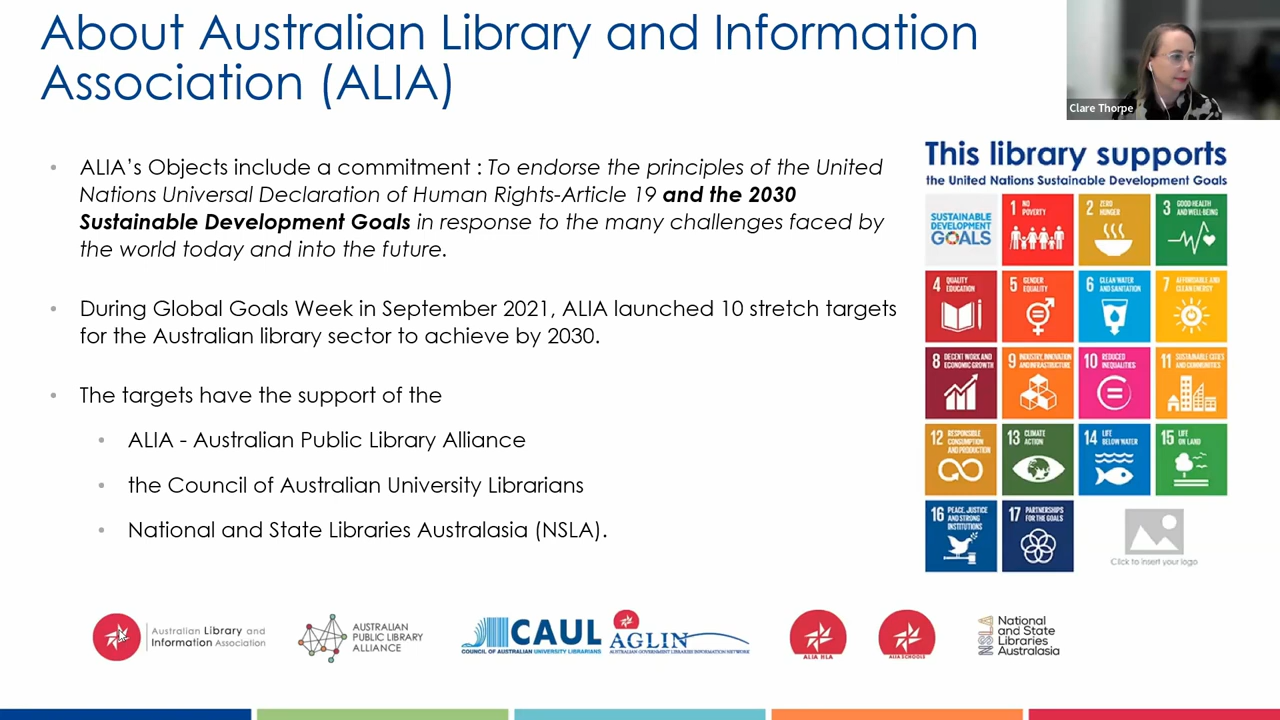 About Australian Library and Information
Association (ALIA)
Clare Thorpe
• ALIA's Objects include a commitment : To endorse the principles of the United
Nations Universal Declaration of Human Rights-Article 19 and the 2030
Sustainable Development Goals in response to the many challenges faced by
the world today and into the future.
• During Global Goals Week in September 2021, ALIA launched 10 stretch targets
for the Australian library sector to achieve by 2030.
• The targets have the support of the
• ALIA - Australian Public Library Alliance
• the Council of Australian University Librarians
• National and State Libraries Australasia (NSLA).
This library supports
the United Nations Sustainable Development Goals
SUSTAINABLE
DEVELOPMENT
GOALS
1 NO
POVERTY
2 ZERO
HUNGER
3 GOOD HEALTH
AND WELL-BEING
4 QUALITY
EDUCATION
5 GENDER
EQUALITY
6 CLEAN WATER
AND SANITATION
7 AFFORDABLE AND
CLEAN ENERGY
8 DECENT WORK AND
ECONOMIC GROWTH
9 INDUSTRY, INNOVATION
AND INFRASTRUCTURE
10 REDUCED
INEQUALITIES
11 SUSTAINABLE CITIES
AND COMMUNITIES
12 RESPONSIBLE
CONSUMPTION
AND PRODUCTION
13 CLIMATE
ACTION
14 LIFE
BELOW WATER
15 LIFE
ON LAND
16 PEACE, JUSTICE
AND STRONG
INSTITUTIONS
17 PARTNERSHIPS
FOR THE GOALS
Click to insert your logo
Australian Library and
Information Association
AUSTRALIAN
PUBLIC LIBRARY
ALLIANCE
CAUL
COUNCIL OF AUSTRALIAN UNIVERSITY LIBRARIANS
AGLIN
AUSTRALIAN GOVERNMENT LIBRARIES INFORMATION NETWORK
ALIA HLA
ALIA SCHOOLS
NSLA
National
and State
Libraries
Australasia